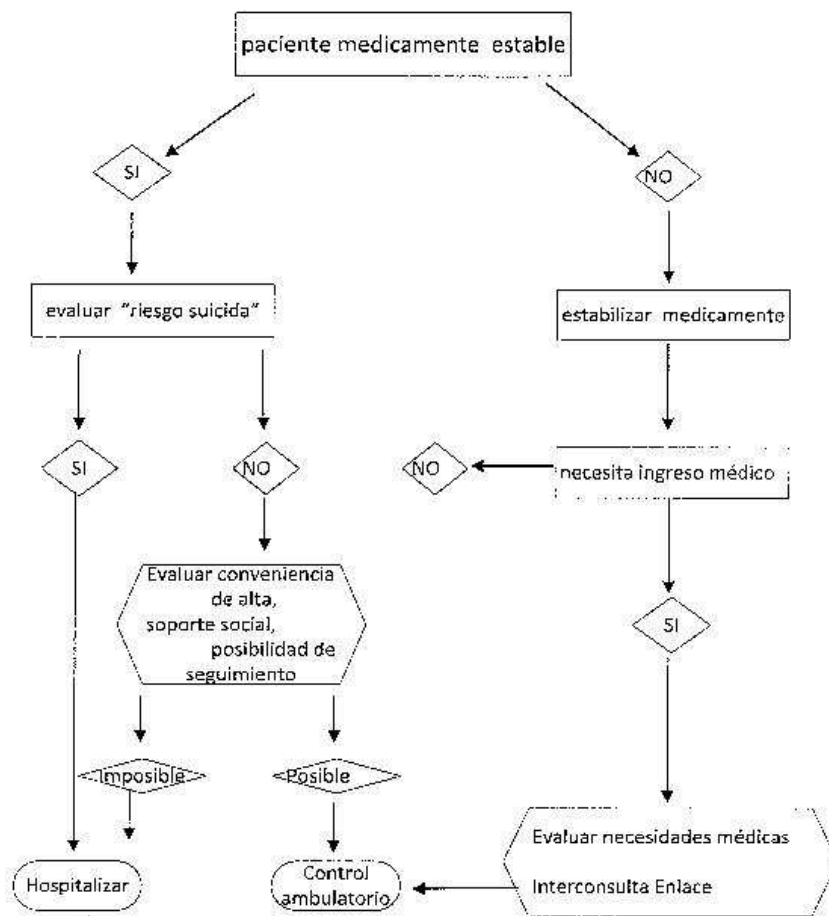 paciente medicamente estable
SI
NO
evaluar "riesgo suicida"
estabilizar medicamente
SI
NO
NO
necesita ingreso médico
Evaluar conveniencia
de alta,
soporte social,
posibilidad de
seguimiento
SI
Imposible
Posible
Evaluar necesidades médicas
Interconsulta Enlace
Hospitalizar
Control
ambulatorio